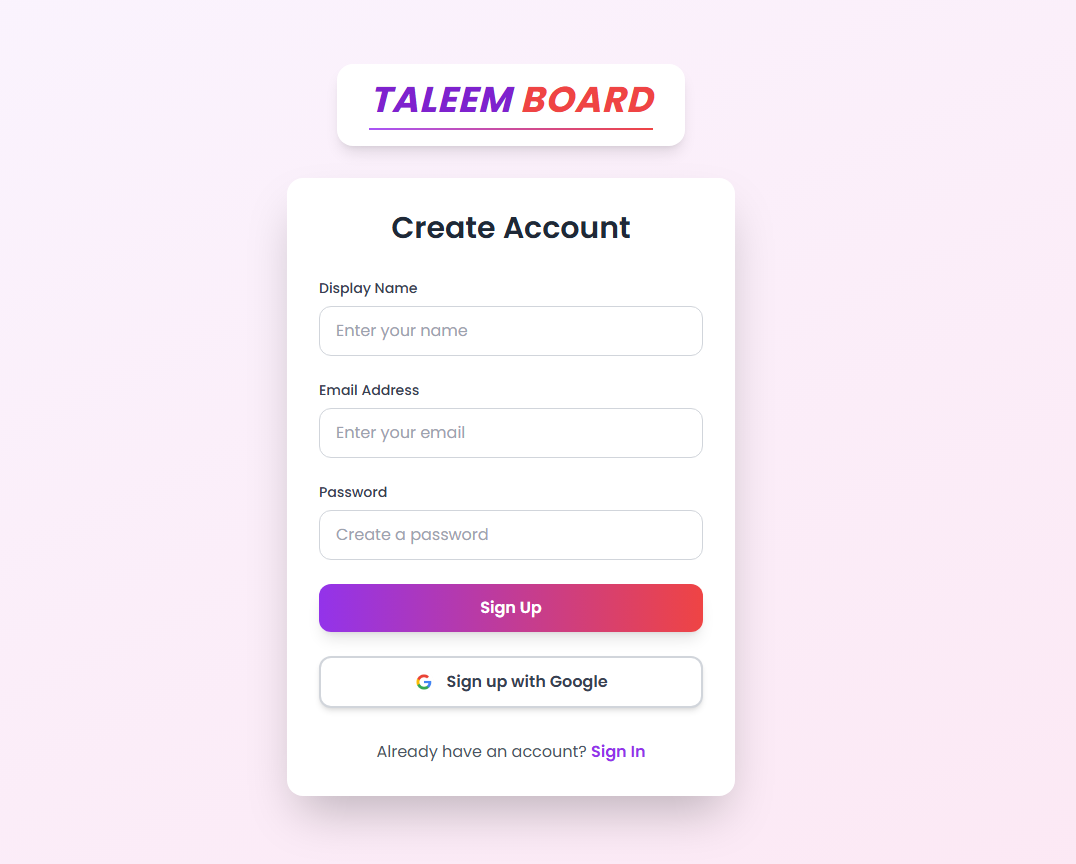 TALEEM BOARD
Create Account
Display Name
Enter your name
Email Address
Enter your email
Password
Create a password
Sign Up
Sign up with Google
Already have an account? Sign In